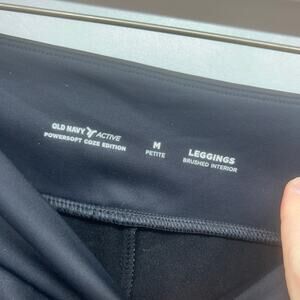 OLD NAVY ACTIVE
POWERSOFT COZE EDITION
M
PETITE
LEGGINGS
BRUSHED INTERIOR